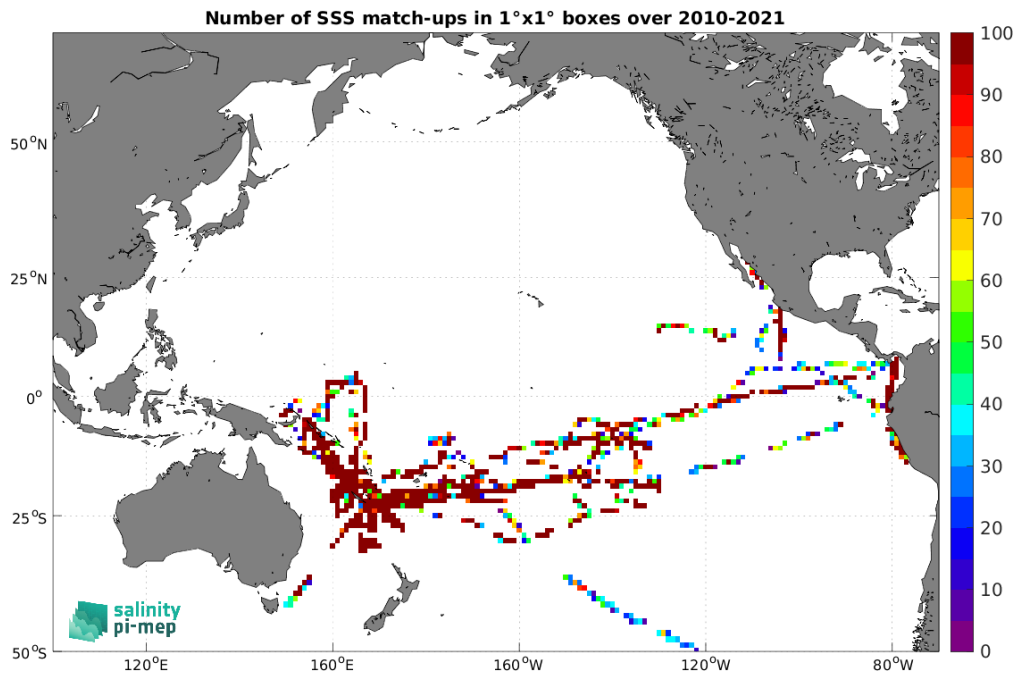 Number of SSS match-ups in 1°x1° boxes over 2010-2021
100
90
80
70
60
50
40
30
20
10
0
50°N
25°N
0°
25°S
50°S
120°E
160°E
160°W
120°W
80°W
salinity
pi-mep